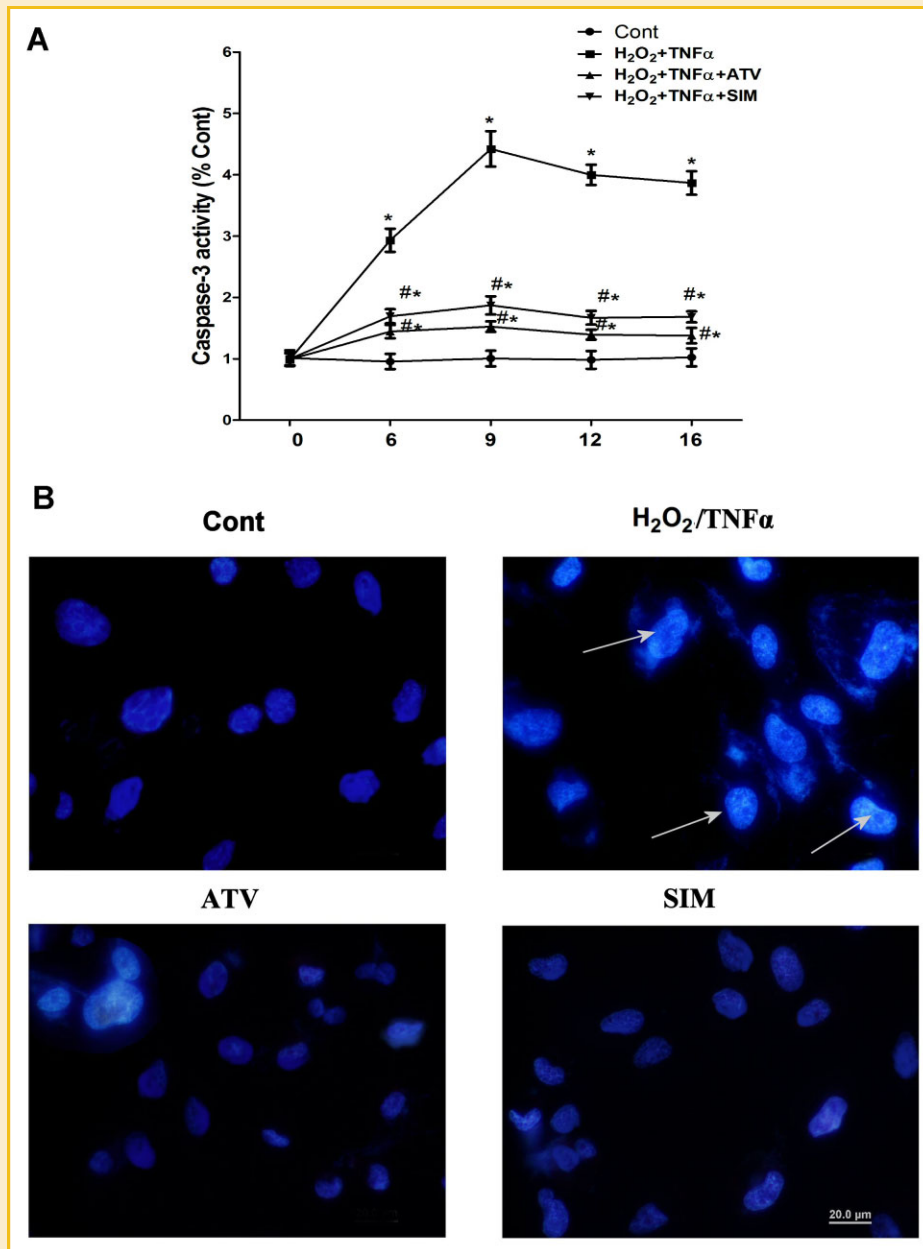 A
Cont
H₂O₂+TNFα
H₂O₂+TNFα+ATV
H₂O₂+TNFα+SIM
Caspase-3 activity (% Cont)
6
5
4
3
2
1
0
* * * * *
#* #* #* #*
#* #* #* #*
0 6 9 12 16
B
Cont H₂O₂/TNFα
ATV SIM
20.0 µm